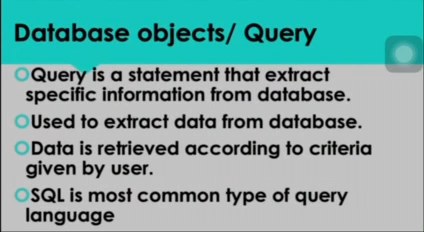 Database objects/ Query
Query is a statement that extract
specific information from database.
Used to extract data from database.
Data is retrieved according to criteria
given by user.
SQL is most common type of query
language